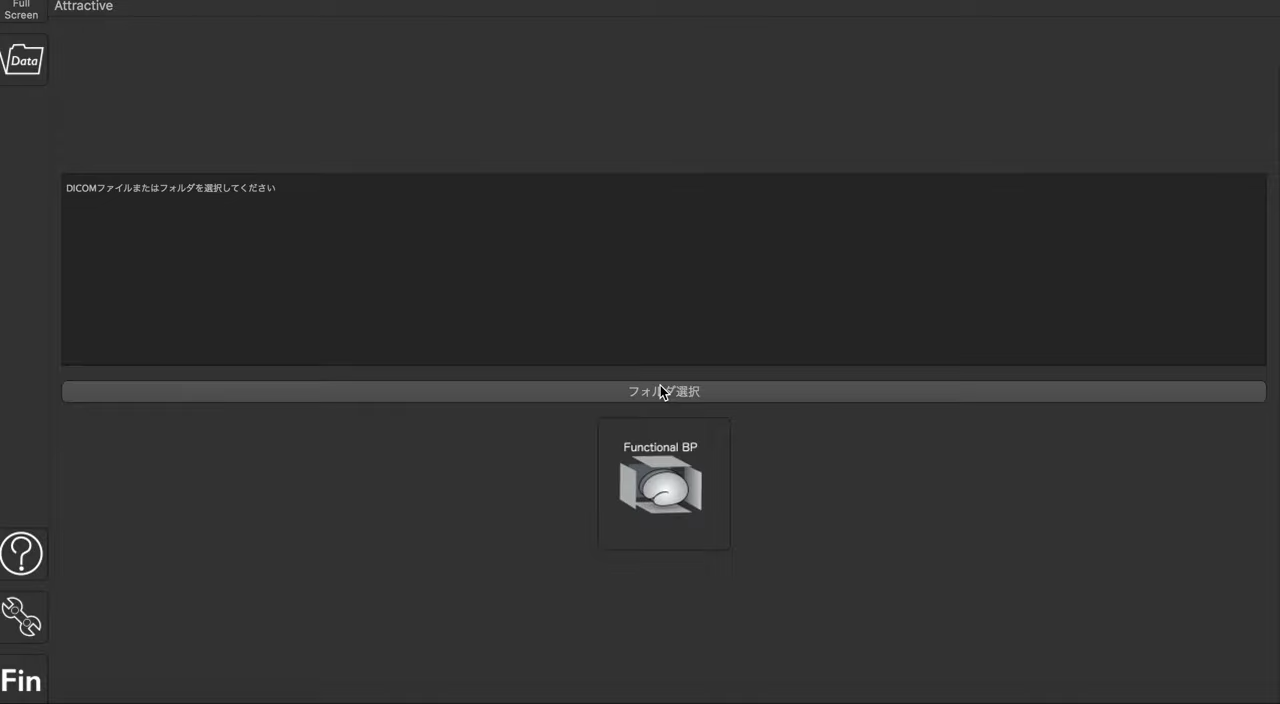 Full
Screen
Attractive
Data
DICOMファイルまたはフォルダを選択してください
フォルダ選択
Functional BP
Fin